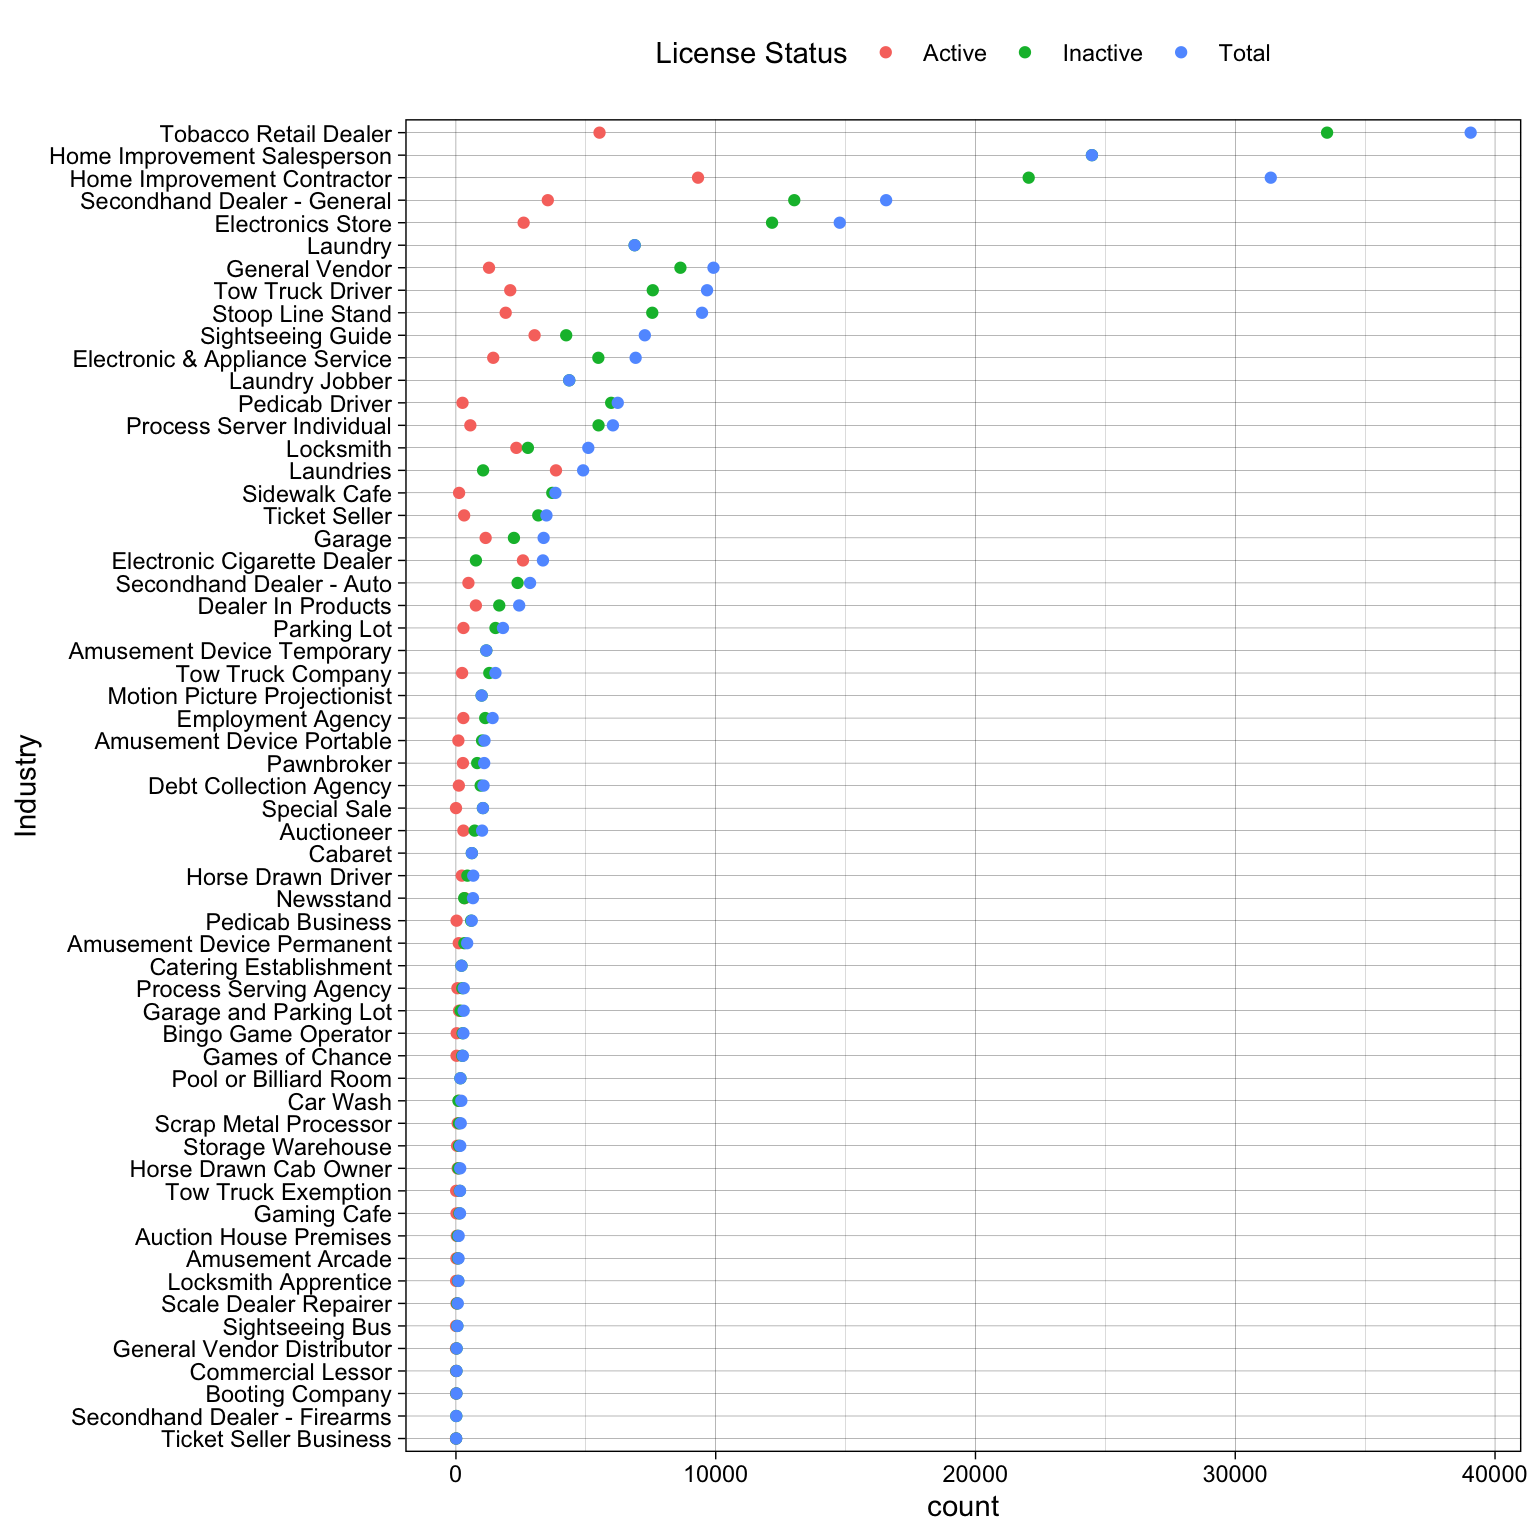 License Status Active Inactive Total
Tobacco Retail Dealer
Home Improvement Salesperson
Home Improvement Contractor
Secondhand Dealer - General
Electronics Store
Laundry
General Vendor
Tow Truck Driver
Stoop Line Stand
Sightseeing Guide
Electronic & Appliance Service
Laundry Jobber
Pedicab Driver
Process Server Individual
Locksmith
Laundries
Sidewalk Cafe
Ticket Seller
Garage
Electronic Cigarette Dealer
Secondhand Dealer - Auto
Dealer In Products
Parking Lot
Amusement Device Temporary
Tow Truck Company
Motion Picture Projectionist
Employment Agency
Amusement Device Portable
Pawnbroker
Debt Collection Agency
Special Sale
Auctioneer
Cabaret
Horse Drawn Driver
Newsstand
Pedicab Business
Amusement Device Permanent
Catering Establishment
Process Serving Agency
Garage and Parking Lot
Bingo Game Operator
Games of Chance
Pool or Billiard Room
Car Wash
Scrap Metal Processor
Storage Warehouse
Horse Drawn Cab Owner
Tow Truck Exemption
Gaming Cafe
Auction House Premises
Amusement Arcade
Locksmith Apprentice
Scale Dealer Repairer
Sightseeing Bus
General Vendor Distributor
Commercial Lessor
Booting Company
Secondhand Dealer - Firearms
Ticket Seller Business
Industry
0 10000 20000 30000 40000
count